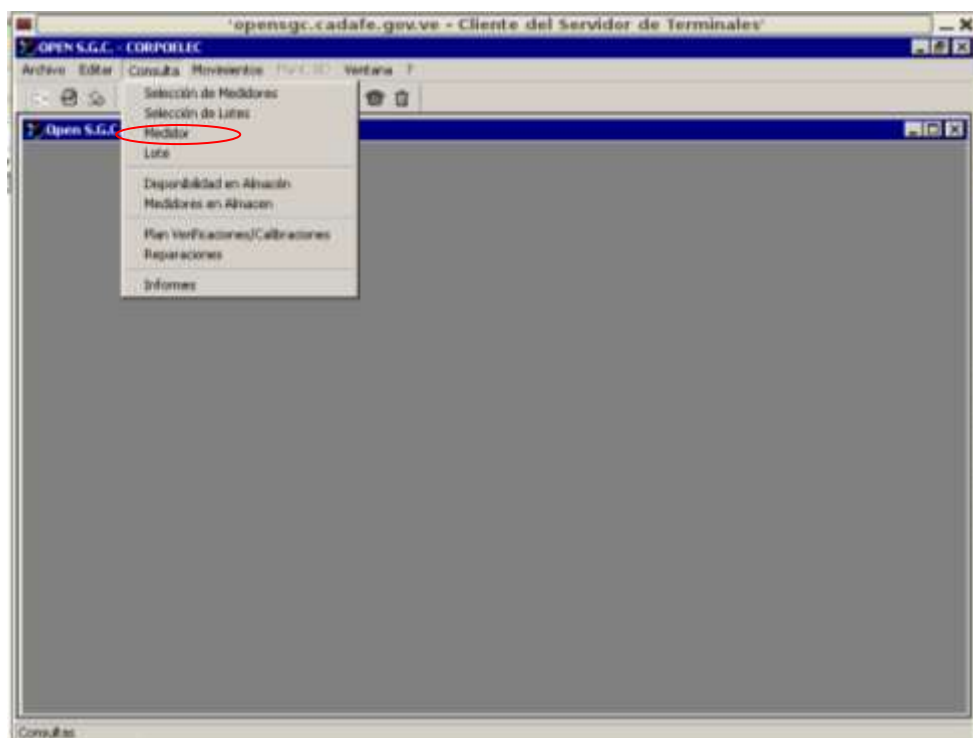 'opensgc.cadafe.gov.ve - Cliente del Servidor de Terminales'
OPEN S.G.C. - CORPOELEC
Archivo Editar Consulta Movimientos Ventana ?
Selección de Medidores
Selección de Lotes
Open S.G.C
Medidor
Lote
Disponibilidad en Almacén
Medidores en Almacen
Plan Verificaciones/Calibraciones
Reparaciones
Informes
Consultas